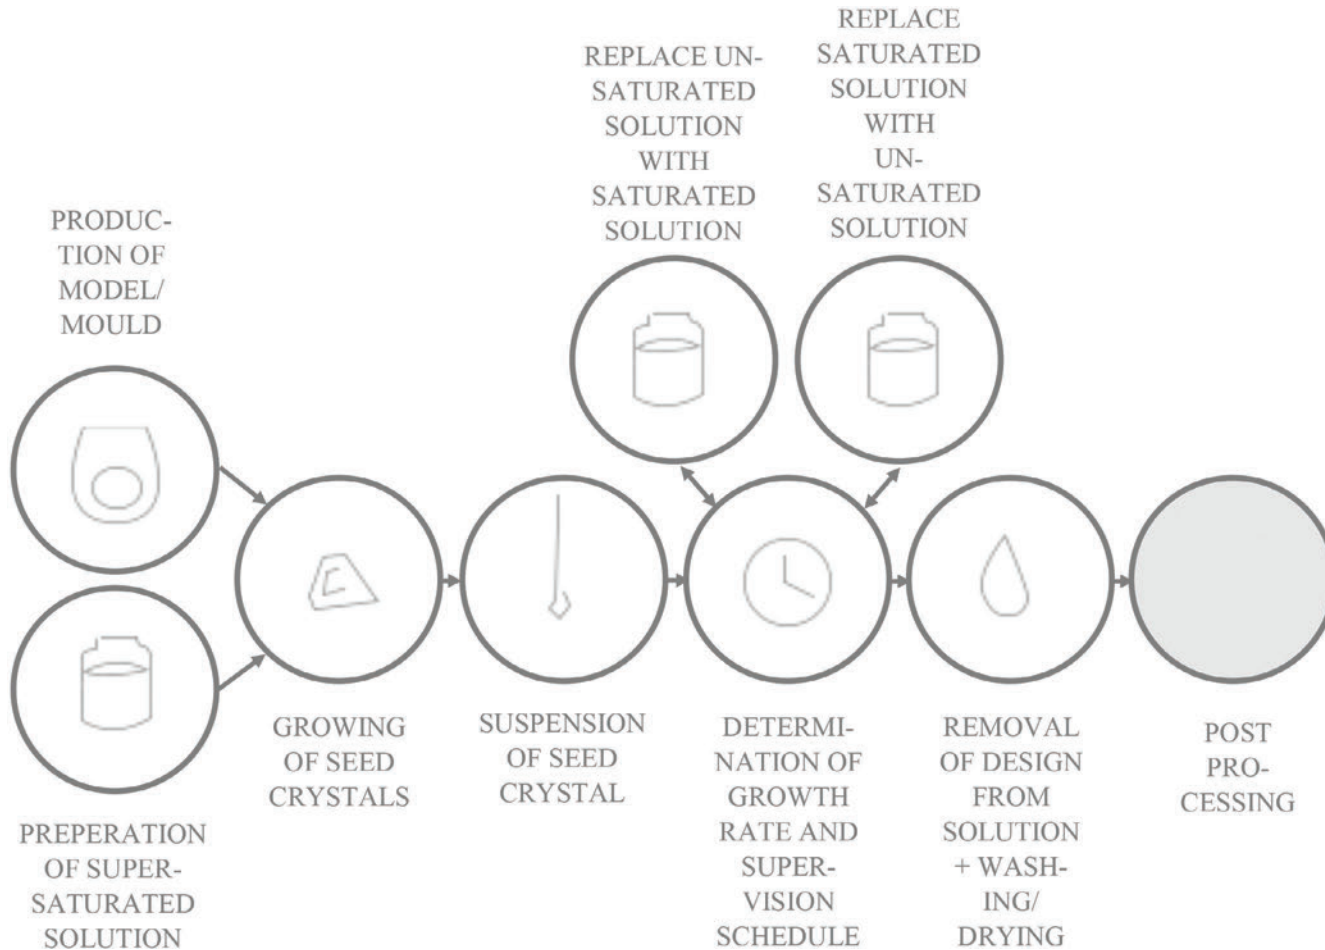 REPLACE UN-
SATURATED
SOLUTION
WITH
SATURATED
SOLUTION
REPLACE
SATURATED
SOLUTION
WITH
UN-
SATURATED
SOLUTION
PRODUC-
TION OF
MODEL/
MOULD
PREPERATION
OF SUPER-
SATURATED
SOLUTION
GROWING
OF SEED
CRYSTALS
SUSPENSION
OF SEED
CRYSTAL
DETERMI-
NATION OF
GROWTH
RATE AND
SUPER-
VISION
SCHEDULE
REMOVAL
OF DESIGN
FROM
SOLUTION
+ WASH-
ING/
DRYING
POST
PRO-
CESSING